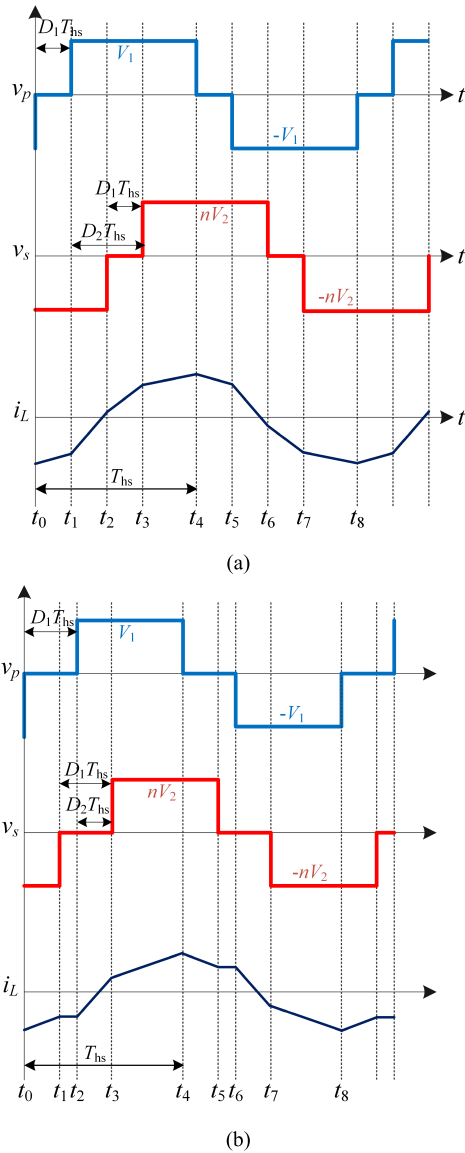 D₁Tₕₛ
V₁
vₚ
t
-V₁
D₁Tₕₛ
nV₂
D₂Tₕₛ
vₛ
t
-nV₂
i_L
t
Tₕₛ
t₀ t₁ t₂ t₃ t₄ t₅ t₆ t₇ t₈
(a)
D₁Tₕₛ
V₁
vₚ
-V₁
D₁Tₕₛ
nV₂
D₂Tₕₛ
vₛ
-nV₂
i_L
Tₕₛ
t₀ t₁ t₂ t₃ t₄ t₅ t₆ t₇ t₈
(b)